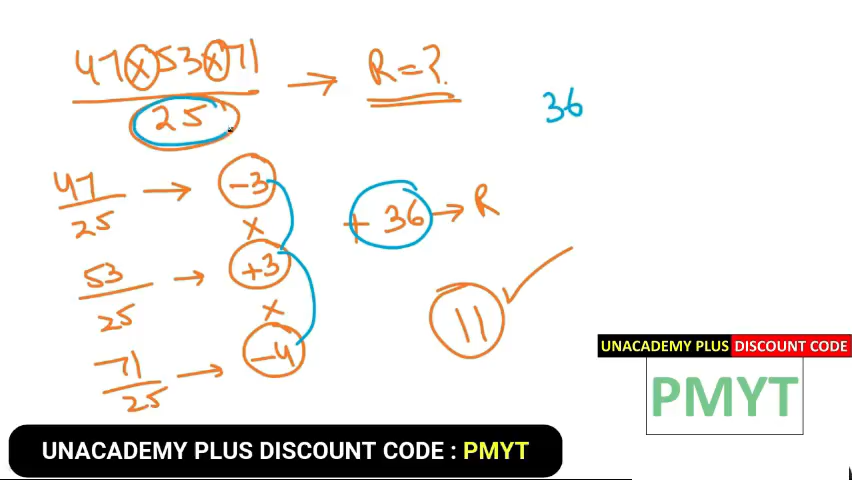 47 × 53 × 71
25
→ R = ?
36
47
25
→ -3
×
+ 36 → R
53
25
→ +3
×
11 ✓
71
25
→ -4
UNACADEMY PLUS DISCOUNT CODE
PMYT
UNACADEMY PLUS DISCOUNT CODE : PMYT